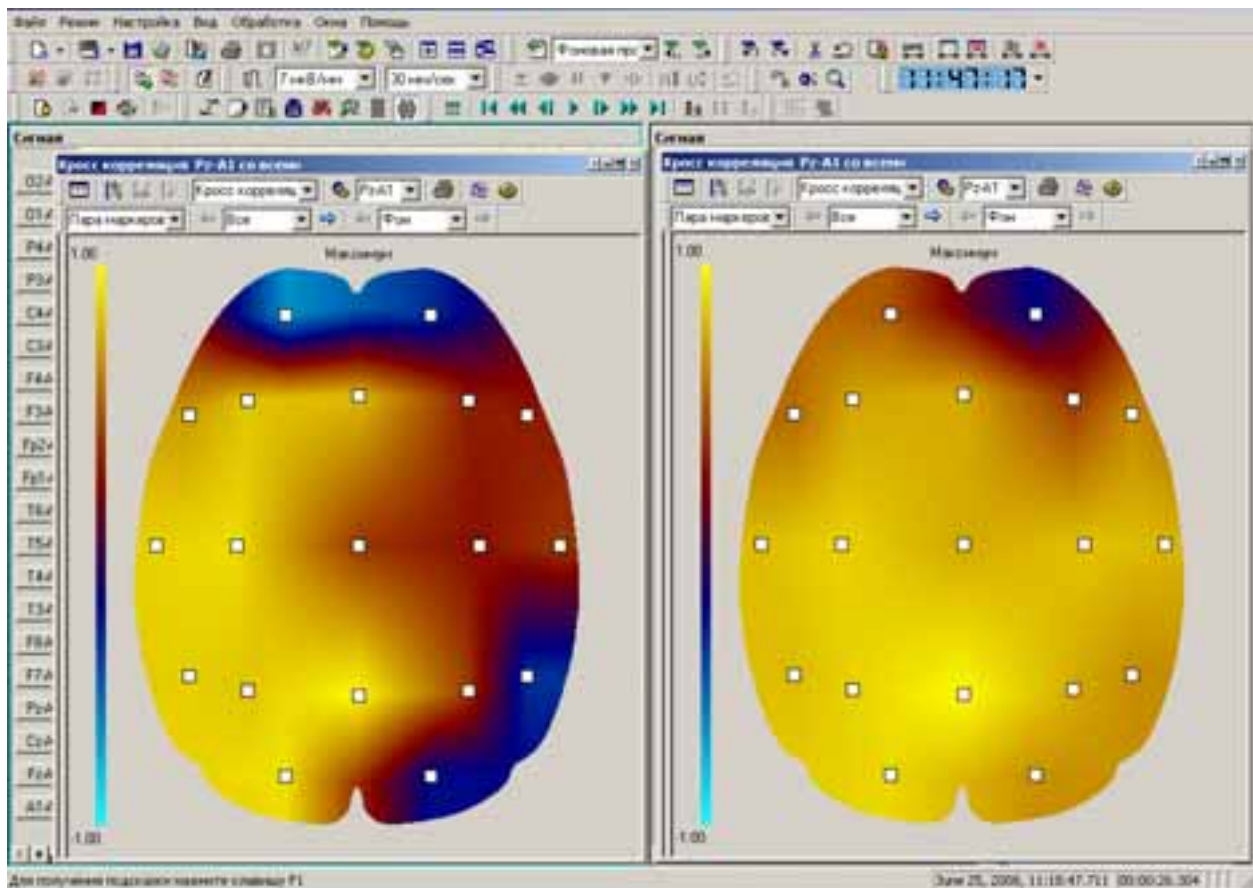 Файл Режим Настройка Вид Обработка Окна Помощь
Фоновая про
7 мкВ/мм 30 мм/сек 11:47:17
Сигнал
Кросс корреляция Pz-A1 со всеми
Кросс корреляц Pz-A1
Пара маркеров Все Фон
1.00 Максимум
-1.00
O2
O1
P4
P3
C4
C3
F4
F3
Fp2
Fp1
T6
T5
T4
T3
F8
F7
Pz
Cz
Fz
A1
Сигнал
Кросс корреляция Pz-A1 со всеми
Кросс корреляц Pz-A1
Пара маркеров Все Фон
1.00 Максимум
-1.00
Для получения подсказки нажмите клавишу F1
June 25, 2008, 11:18:47.711 00:00:26.304